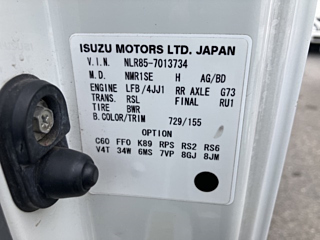 ISUZU MOTORS LTD. JAPAN
V.I.N. NLR85-7013734
M.D. NMR1SE H AG/BD
ENGINE LFB/4JJ1 RR AXLE G73
TRANS. RSL FINAL RU1
TIRE BWR
B.COLOR/TRIM 729/155
OPTION
C60 FF0 K89 RPS RS2 RS6
V4T 34W 6MS 7VP 8GJ 8JM